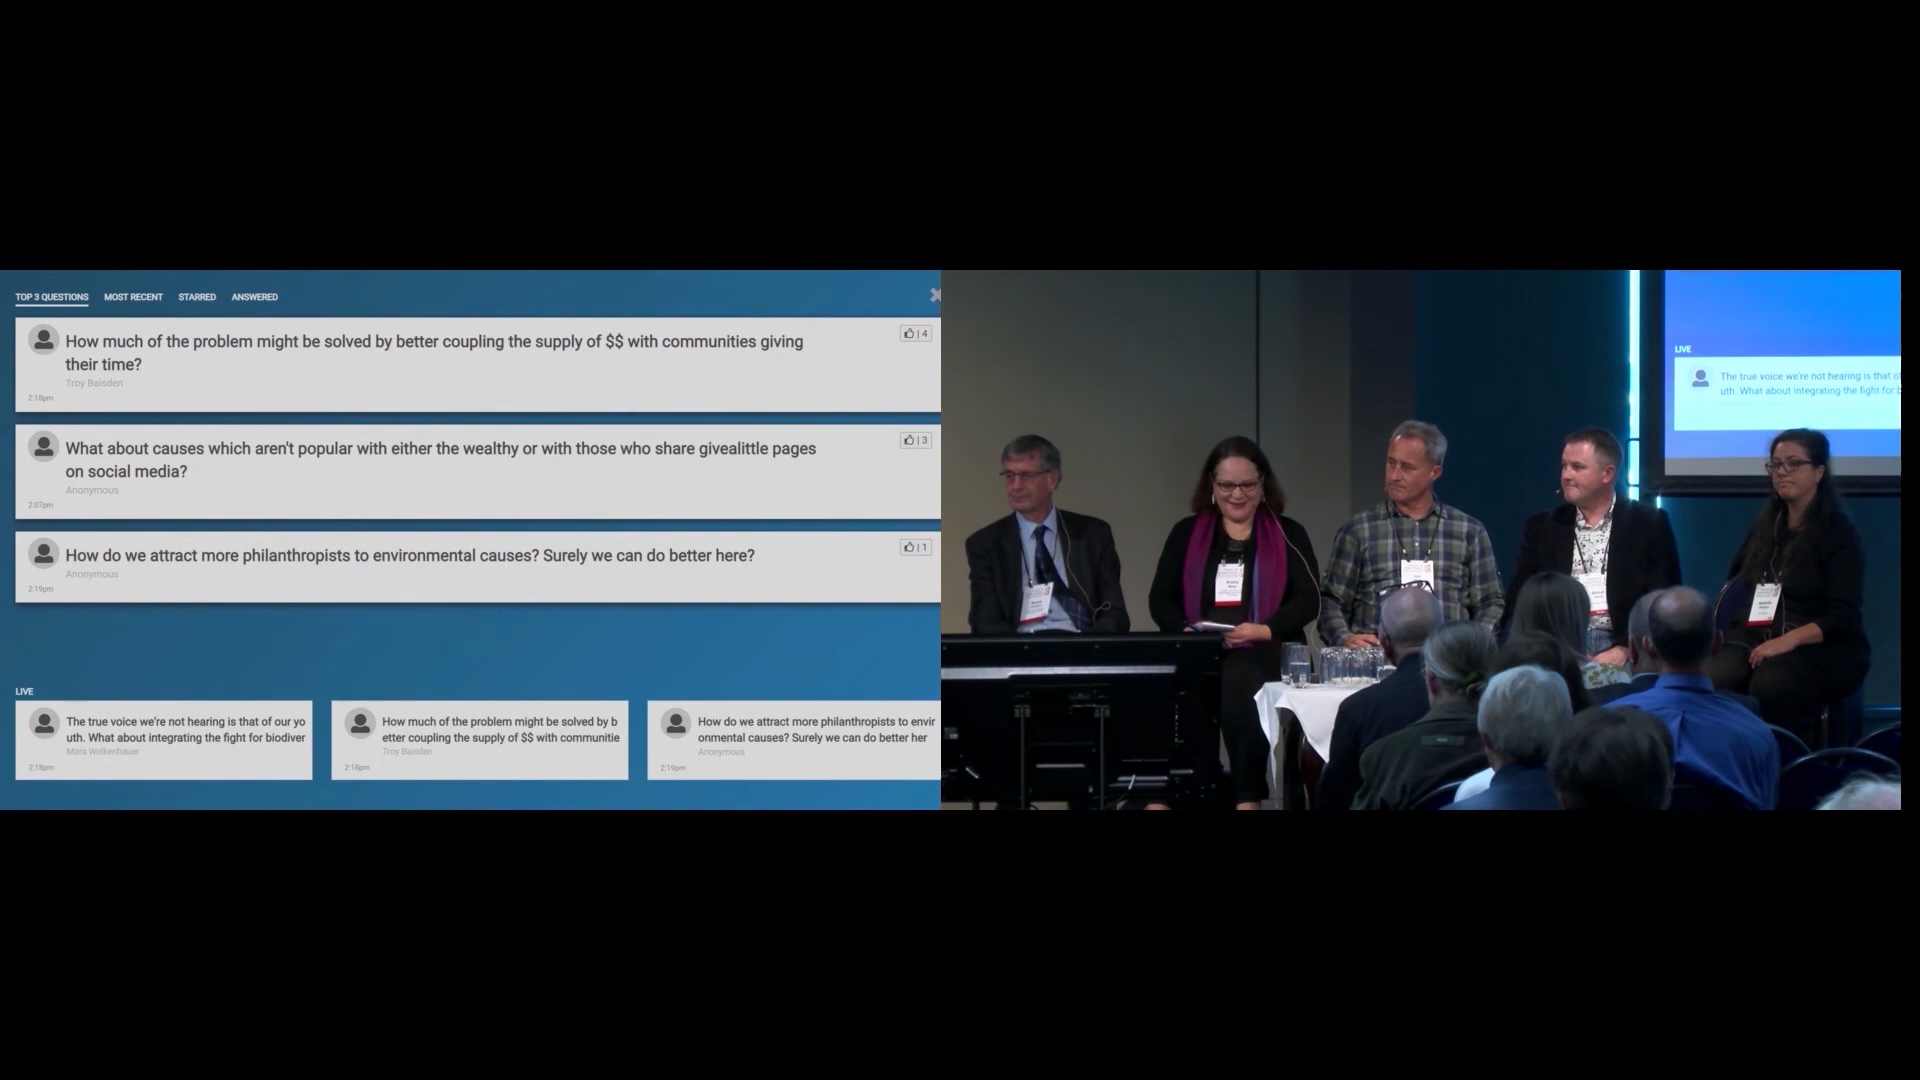 TOP 3 QUESTIONS MOST RECENT STARRED ANSWERED
How much of the problem might be solved by better coupling the supply of $$ with communities giving
their time?
Troy Baisden
2:18pm
4
What about causes which aren't popular with either the wealthy or with those who share givealittle pages
on social media?
Anonymous
2:07pm
3
How do we attract more philanthropists to environmental causes? Surely we can do better here?
Anonymous
2:19pm
1
LIVE
The true voice we're not hearing is that of our yo
uth. What about integrating the fight for biodiver
Mara Wolkenhauer
2:18pm
How much of the problem might be solved by b
etter coupling the supply of $$ with communitie
Troy Baisden
2:18pm
How do we attract more philanthropists to envir
onmental causes? Surely we can do better her
Anonymous
2:19pm
LIVE
The true voice we're not hearing is that of
uth. What about integrating the fight for b